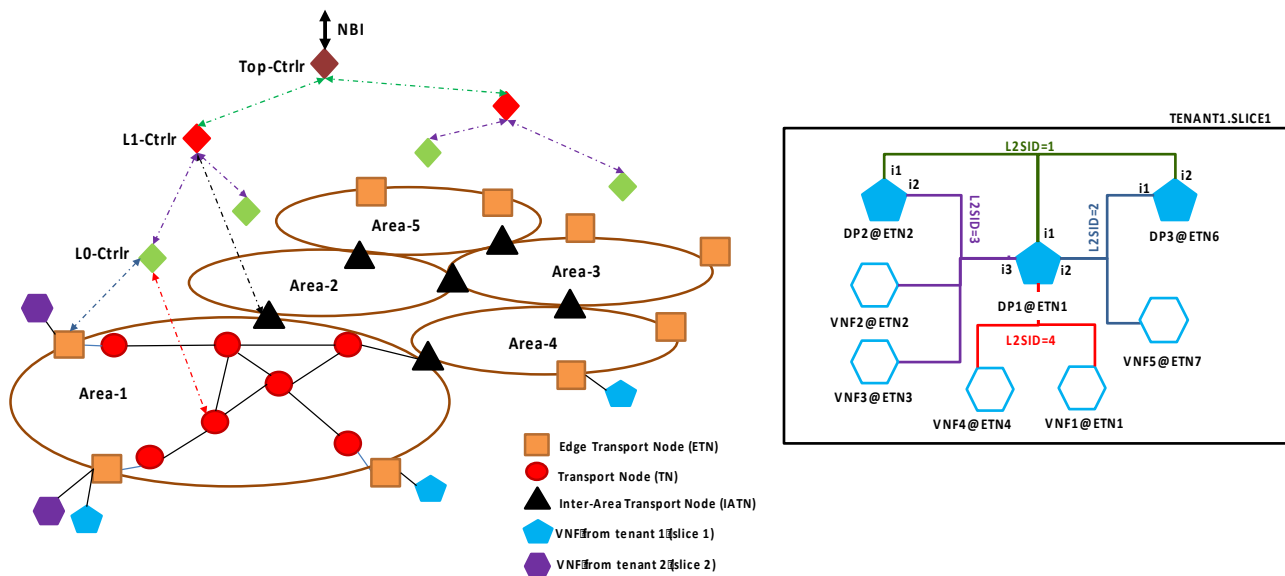 NBI
Top-Ctrlr
L1-Ctrlr
L0-Ctrlr
Area-5
Area-3
Area-2
Area-4
Area-1
Edge Transport Node (ETN)
Transport Node (TN)
Inter-Area Transport Node (IATN)
VNF from tenant 1 (slice 1)
VNF from tenant 2 (slice 2)
TENANT1.SLICE1
L2SID=1
i1
i2
i2
i1
DP2@ETN2
L2SID=3
L2SID=2
DP3@ETN6
i1
i3
i2
DP1@ETN1
VNF2@ETN2
L2SID=4
VNF5@ETN7
VNF3@ETN3
VNF4@ETN4
VNF1@ETN1